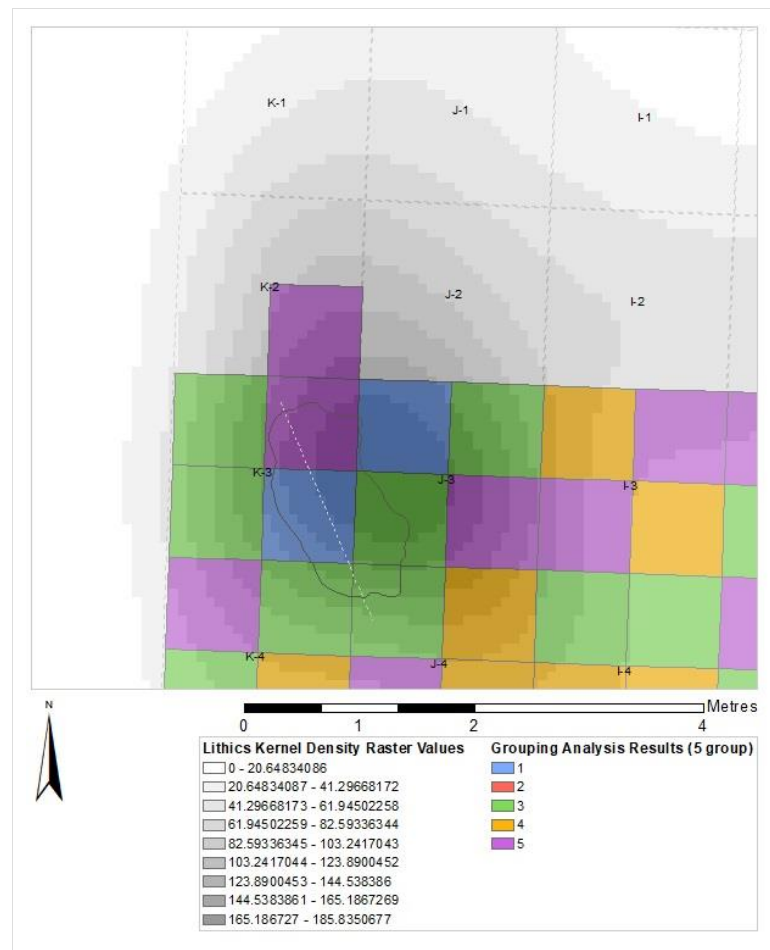 K-1
J-1
I-1
K-2
J-2
I-2
K-3
J-3
I-3
K-4
J-4
I-4
N
Metres
0 1 2 4
Lithics Kernel Density Raster Values
0 - 20.64834086
20.64834087 - 41.29668172
41.29668173 - 61.94502258
61.94502259 - 82.59336344
82.59336345 - 103.2417043
103.2417044 - 123.8900452
123.8900453 - 144.538386
144.5383861 - 165.1867269
165.186727 - 185.8350677
Grouping Analysis Results (5 group)
1
2
3
4
5